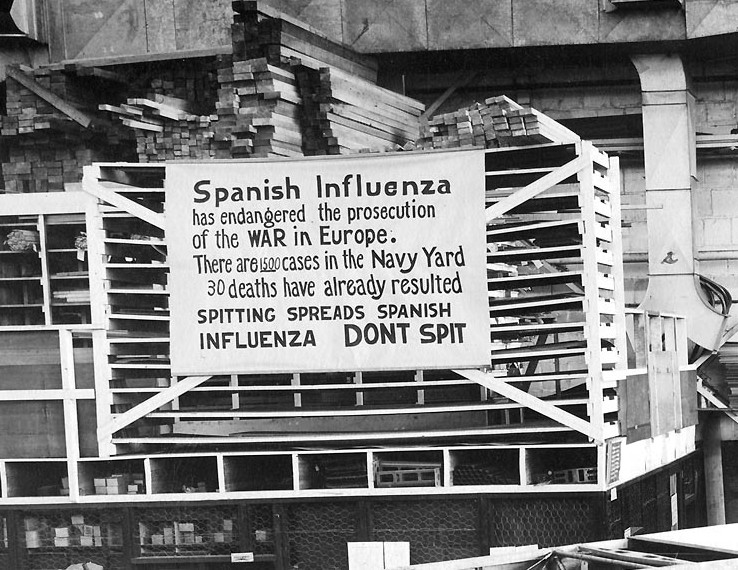 Spanish Influenza
has endangered the prosecution
of the WAR in Europe.
There are 1500 cases in the Navy Yard
30 deaths have already resulted
SPITTING SPREADS SPANISH
INFLUENZA DONT SPIT